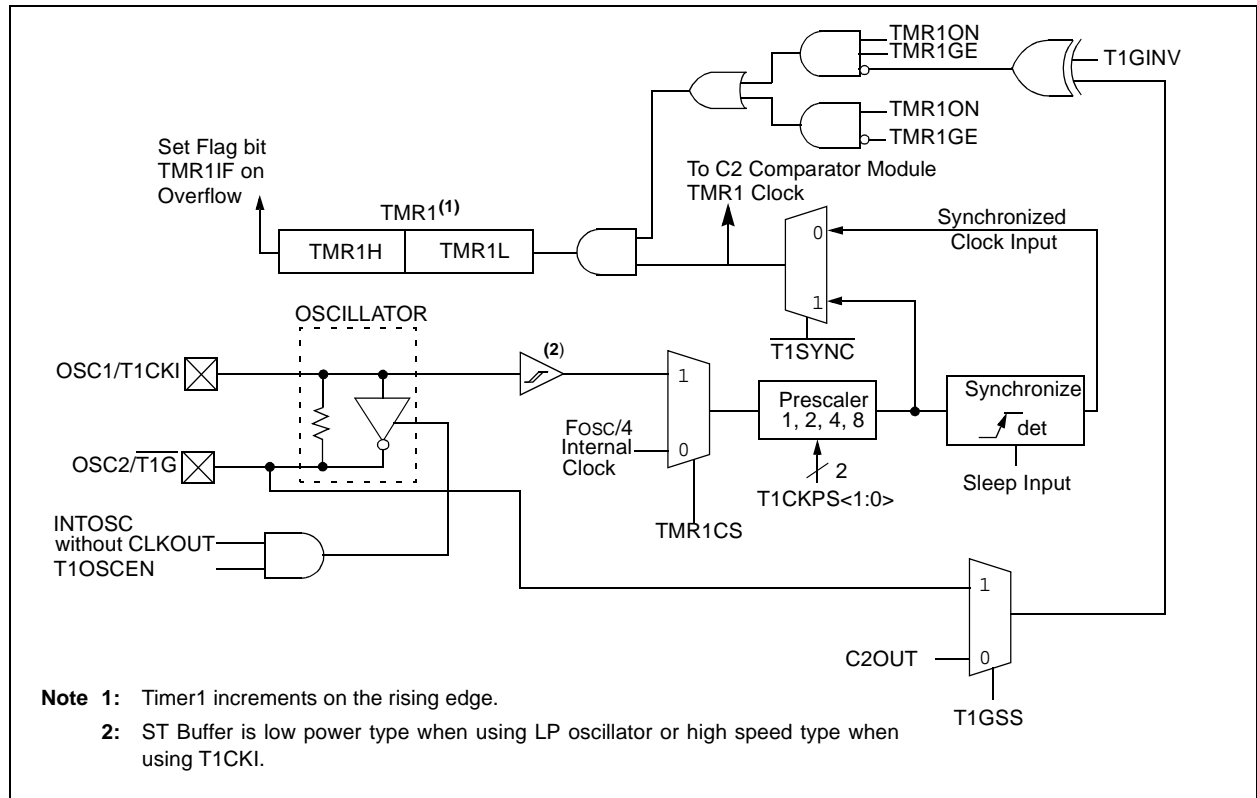 TMR1ON
TMR1GE
T1GINV
TMR1ON
TMR1GE
Set Flag bit
TMR1IF on
Overflow
To C2 Comparator Module
TMR1 Clock
TMR1(1)
TMR1H
TMR1L
0
1
Synchronized
Clock Input
T1SYNC
OSCILLATOR
(2)
OSC1/T1CKI
1
0
FOSC/4
Internal
Clock
Prescaler
1, 2, 4, 8
Synchronize
det
OSC2/T1G
2
T1CKPS<1:0>
Sleep Input
TMR1CS
INTOSC
without CLKOUT
T1OSCEN
1
0
C2OUT
T1GSS
Note 1: Timer1 increments on the rising edge.
2: ST Buffer is low power type when using LP oscillator or high speed type when
using T1CKI.